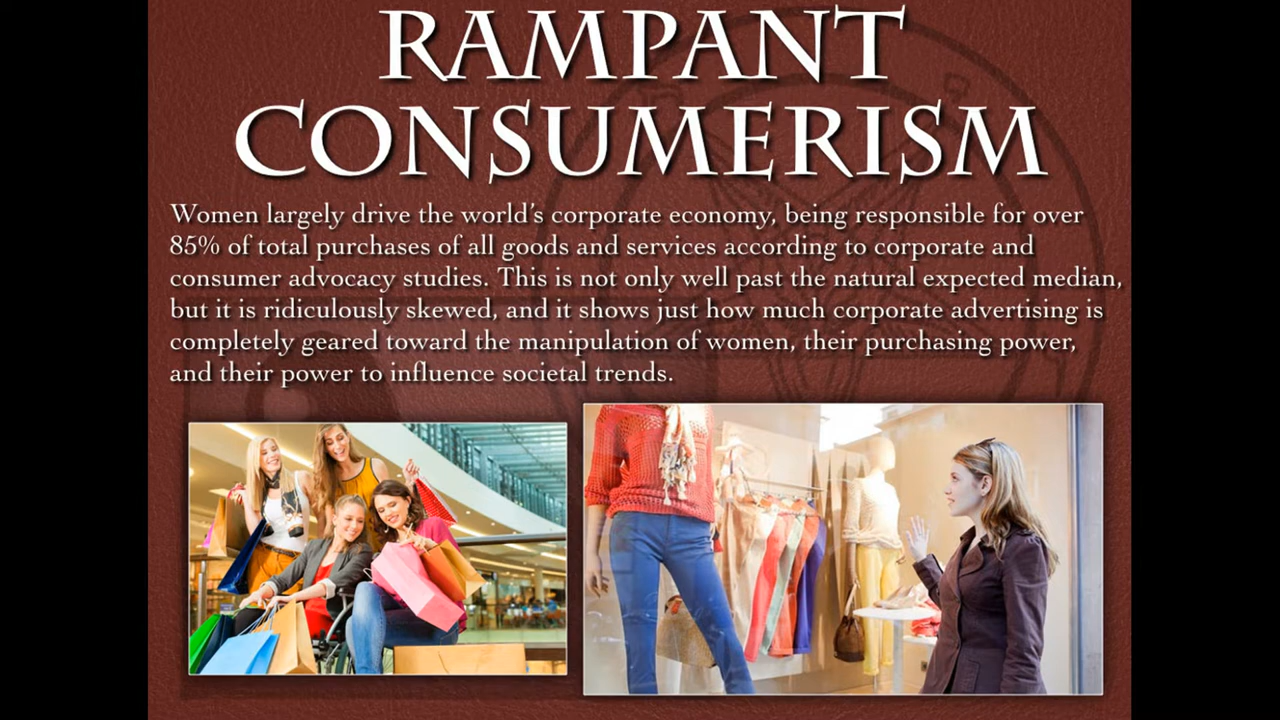 RAMPANT
CONSUMERISM
Women largely drive the world's corporate economy, being responsible for over
85% of total purchases of all goods and services according to corporate and
consumer advocacy studies. This is not only well past the natural expected median,
but it is ridiculously skewed, and it shows just how much corporate advertising is
completely geared toward the manipulation of women, their purchasing power,
and their power to influence societal trends.